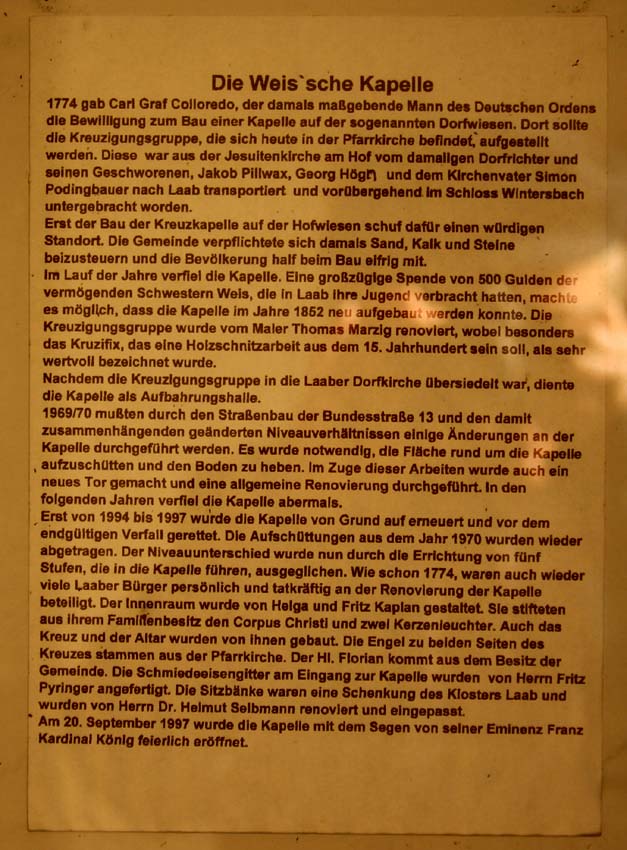 Die Weis`sche Kapelle
1774 gab Carl Graf Colloredo, der damals maßgebende Mann des Deutschen Ordens
die Bewilligung zum Bau einer Kapelle auf der sogenannten Dorfwiesen. Dort sollte
die Kreuzigungsgruppe, die sich heute in der Pfarrkirche befindet, aufgestellt
werden. Diese war aus der Jesuitenkirche am Hof vom damaligen Dorfrichter und
seinen Geschworenen, Jakob Pillwax, Georg Högn und dem Kirchenvater Simon
Podingbauer nach Laab transportiert und vorübergehend im Schloss Wintersbach
untergebracht worden.
Erst der Bau der Kreuzkapelle auf der Hofwiesen schuf dafür einen würdigen
Standort. Die Gemeinde verpflichtete sich damals Sand, Kalk und Steine
beizusteuern und die Bevölkerung half beim Bau eifrig mit.
Im Lauf der Jahre verfiel die Kapelle. Eine großzügige Spende von 500 Gulden der
vermögenden Schwestern Weis, die in Laab ihre Jugend verbracht hatten, machte
es möglich, dass die Kapelle im Jahre 1852 neu aufgebaut werden konnte. Die
Kreuzigungsgruppe wurde vom Maler Thomas Marzig renoviert, wobei besonders
das Kruzifix, das eine Holzschnitzarbeit aus dem 15. Jahrhundert sein soll, als sehr
wertvoll bezeichnet wurde.
Nachdem die Kreuzigungsgruppe in die Laaber Dorfkirche übersiedelt war, diente
die Kapelle als Aufbahrungshalle.
1969/70 mußten durch den Straßenbau der Bundesstraße 13 und den damit
zusammenhängenden geänderten Niveauverhältnissen einige Änderungen an der
Kapelle durchgeführt werden. Es wurde notwendig, die Fläche rund um die Kapelle
aufzuschütten und den Boden zu heben. Im Zuge dieser Arbeiten wurde auch ein
neues Tor gemacht und eine allgemeine Renovierung durchgeführt. In den
folgenden Jahren verfiel die Kapelle abermals.
Erst von 1994 bis 1997 wurde die Kapelle von Grund auf erneuert und vor dem
endgültigen Verfall gerettet. Die Aufschüttungen aus dem Jahr 1970 wurden wieder
abgetragen. Der Niveauunterschied wurde nun durch die Errichtung von fünf
Stufen, die in die Kapelle führen, ausgeglichen. Wie schon 1774, waren auch wieder
viele Laaber Bürger persönlich und tatkräftig an der Renovierung der Kapelle
beteiligt. Der Innenraum wurde von Helga und Fritz Kaplan gestaltet. Sie stifteten
aus ihrem Familienbesitz den Corpus Christi und zwei Kerzenleuchter. Auch das
Kreuz und der Altar wurden von ihnen gebaut. Die Engel zu beiden Seiten des
Kreuzes stammen aus der Pfarrkirche. Der Hl. Florian kommt aus dem Besitz der
Gemeinde. Die Schmiedeeisengitter am Eingang zur Kapelle wurden von Herrn Fritz
Pyringer angefertigt. Die Sitzbänke waren eine Schenkung des Klosters Laab und
wurden von Herrn Dr. Helmut Selbmann renoviert und eingepasst.
Am 20. September 1997 wurde die Kapelle mit dem Segen von seiner Eminenz Franz
Kardinal König feierlich eröffnet.